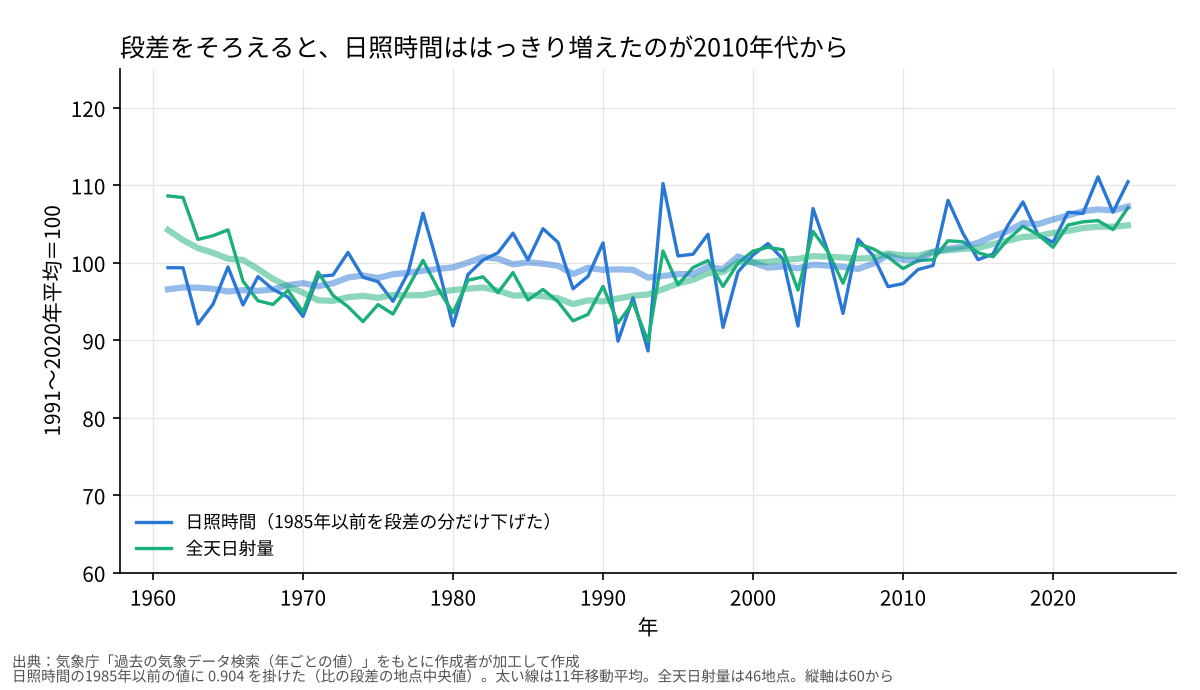 段差をそろえると、日照時間ははっきり増えたのが2010年代から
120
110
100
90
80
70
60
1991～2020年平均＝100
日照時間（1985年以前を段差の分だけ下げた）
全天日射量
1960
1970
1980
1990
2000
2010
2020
年
出典：気象庁「過去の気象データ検索（年ごとの値）」をもとに作成者が加工して作成
日照時間の1985年以前の値に 0.904 を掛けた（比の段差の地点中央値）。太い線は11年移動平均。全天日射量は46地点。縦軸は60から